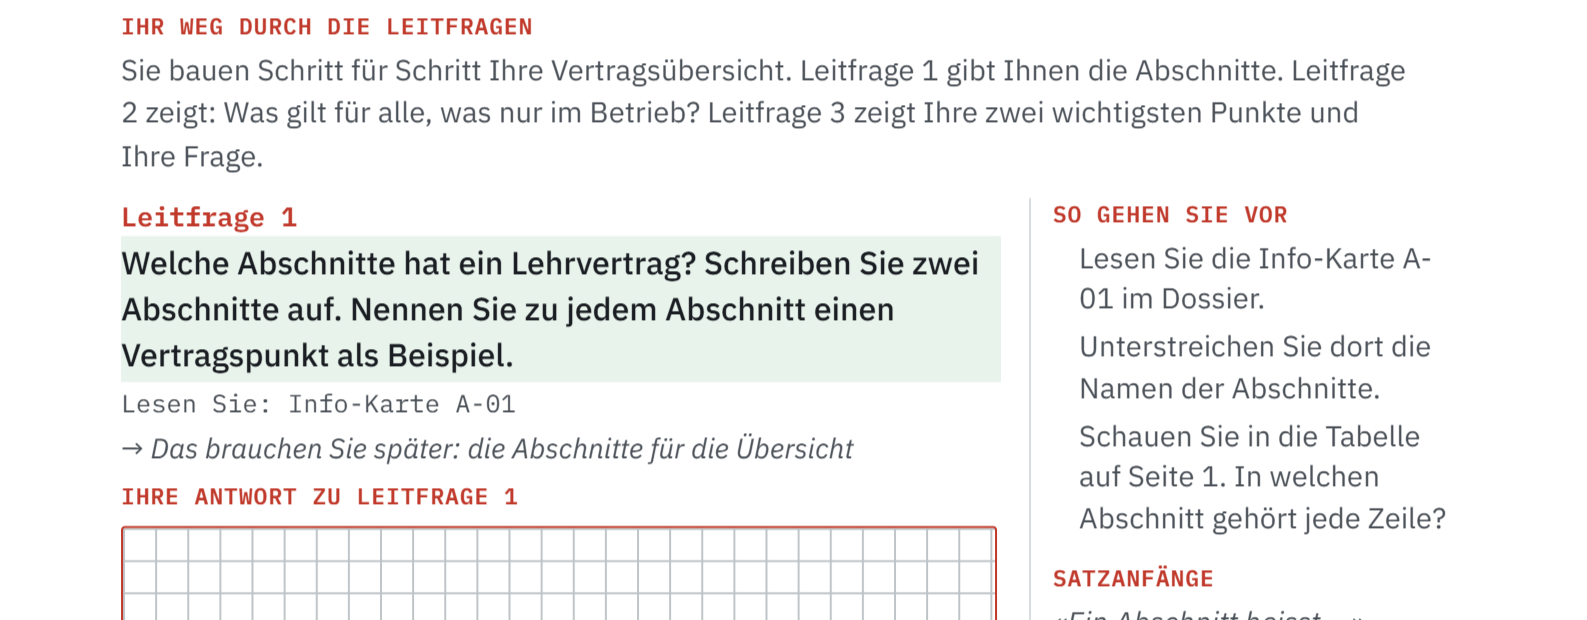 IHR WEG DURCH DIE LEITFRAGEN
Sie bauen Schritt für Schritt Ihre Vertragsübersicht. Leitfrage 1 gibt Ihnen die Abschnitte. Leitfrage
2 zeigt: Was gilt für alle, was nur im Betrieb? Leitfrage 3 zeigt Ihre zwei wichtigsten Punkte und
Ihre Frage.
Leitfrage 1
Welche Abschnitte hat ein Lehrvertrag? Schreiben Sie zwei
Abschnitte auf. Nennen Sie zu jedem Abschnitt einen
Vertragspunkt als Beispiel.
Lesen Sie: Info-Karte A-01
→ Das brauchen Sie später: die Abschnitte für die Übersicht
IHRE ANTWORT ZU LEITFRAGE 1
SO GEHEN SIE VOR
Lesen Sie die Info-Karte A-
01 im Dossier.
Unterstreichen Sie dort die
Namen der Abschnitte.
Schauen Sie in die Tabelle
auf Seite 1. In welchen
Abschnitt gehört jede Zeile?
SATZANFÄNGE
«Ein Abschnitt heisst …»